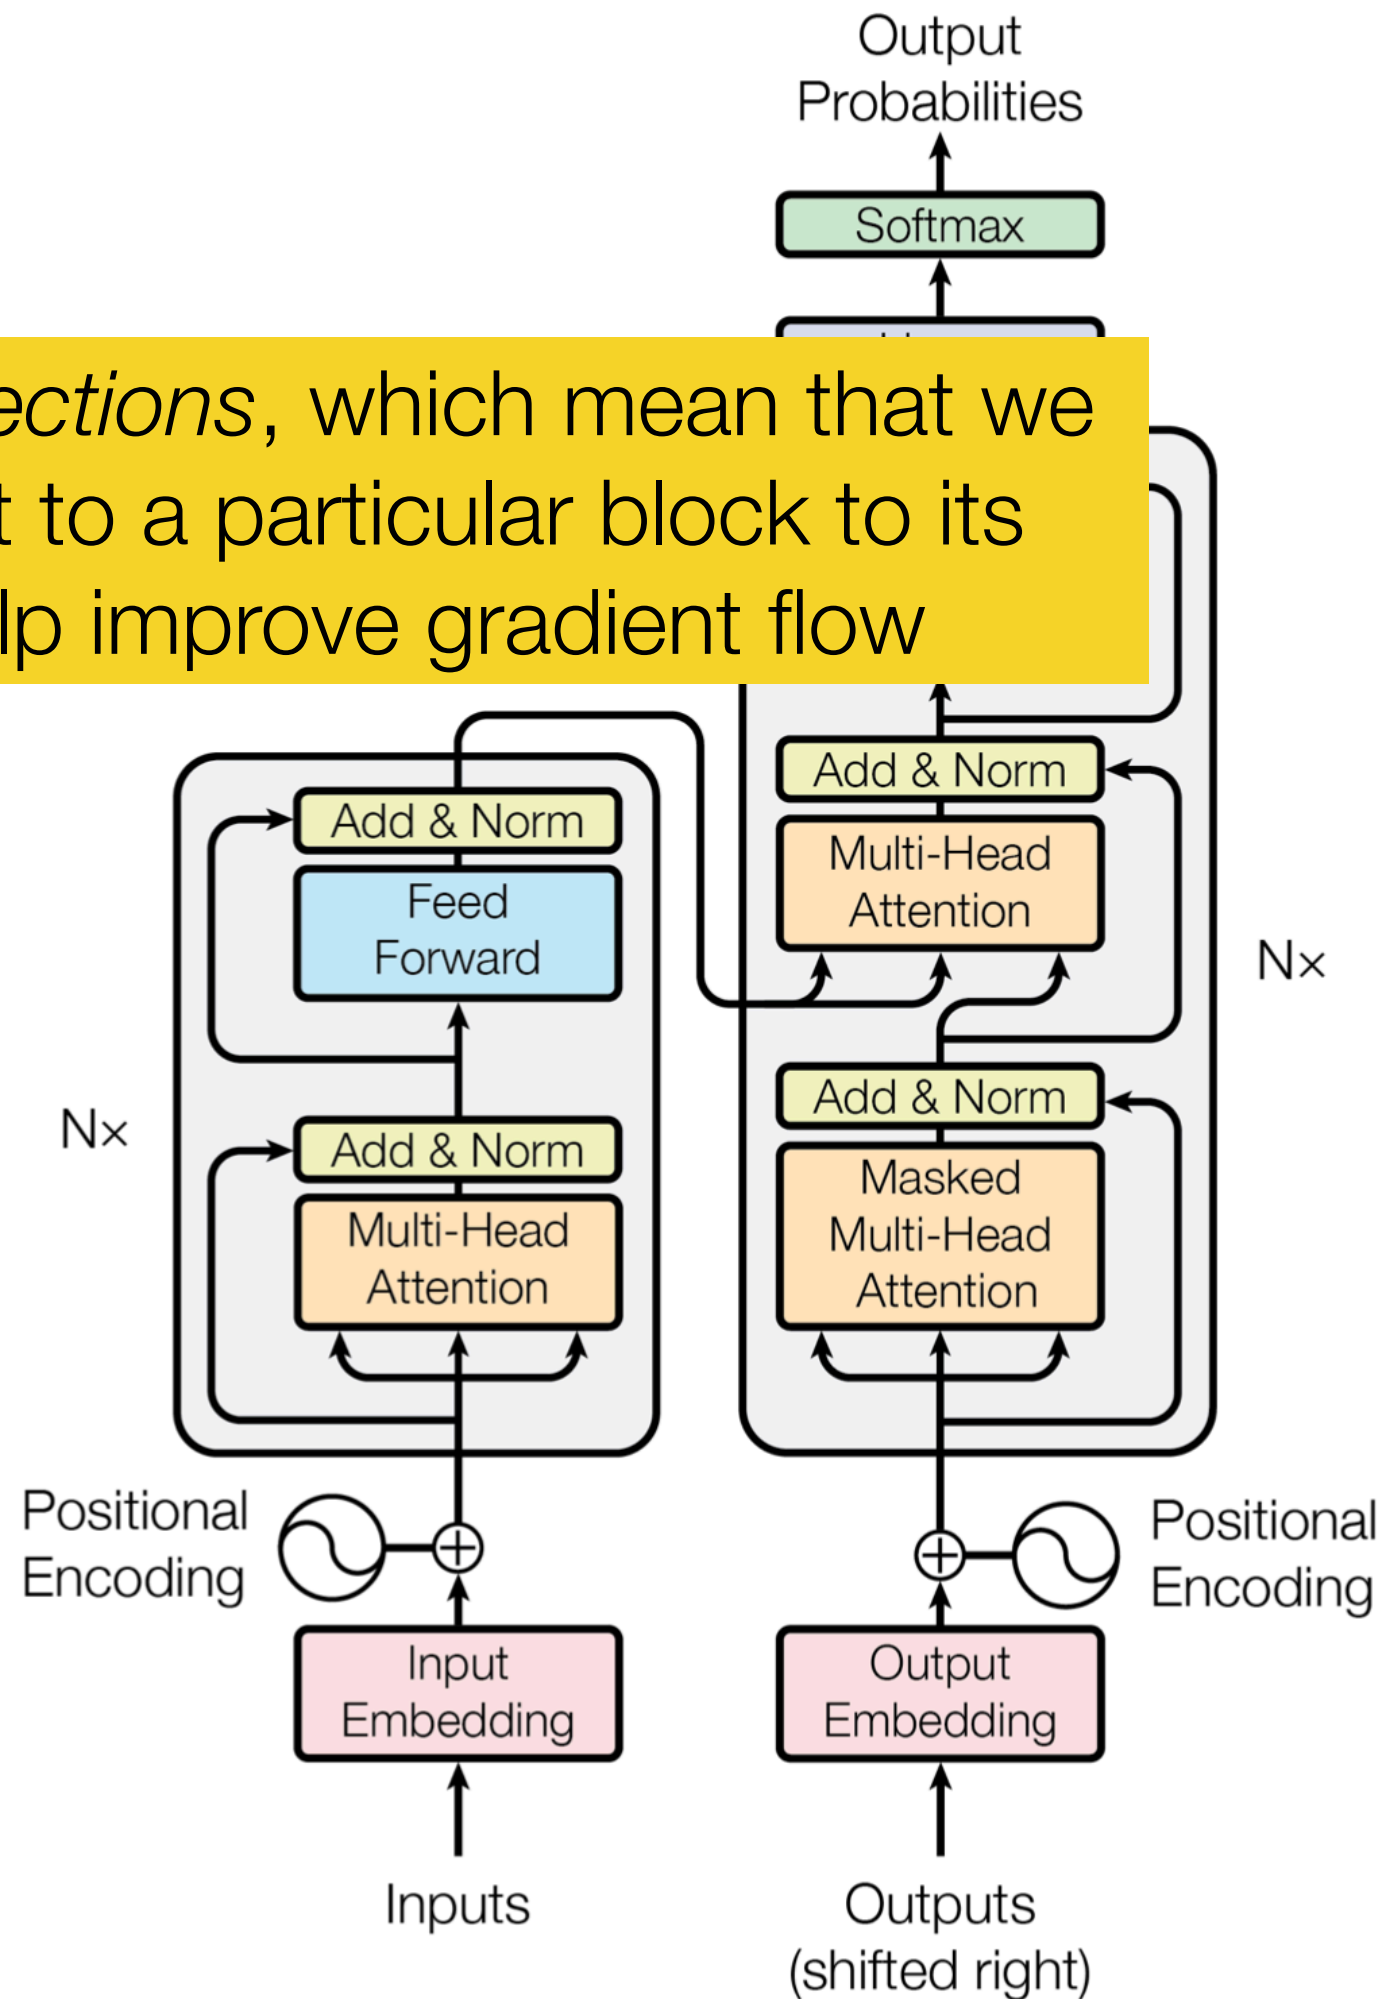 Output
Probabilities
Softmax
ections, which mean that we
t to a particular block to its
lp improve gradient flow
Add & Norm
Multi-Head
Attention
Nx
Add & Norm
Masked
Multi-Head
Attention
Add & Norm
Feed
Forward
Nx
Add & Norm
Multi-Head
Attention
Positional
Encoding
Positional
Encoding
Input
Embedding
Output
Embedding
Inputs
Outputs
(shifted right)